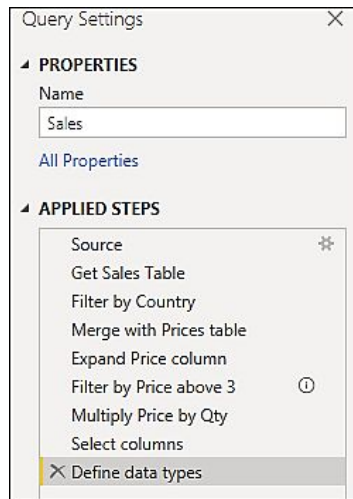 Query Settings
PROPERTIES
Name
Sales
All Properties
APPLIED STEPS
Source
Get Sales Table
Filter by Country
Merge with Prices table
Expand Price column
Filter by Price above 3
Multiply Price by Qty
Select columns
Define data types